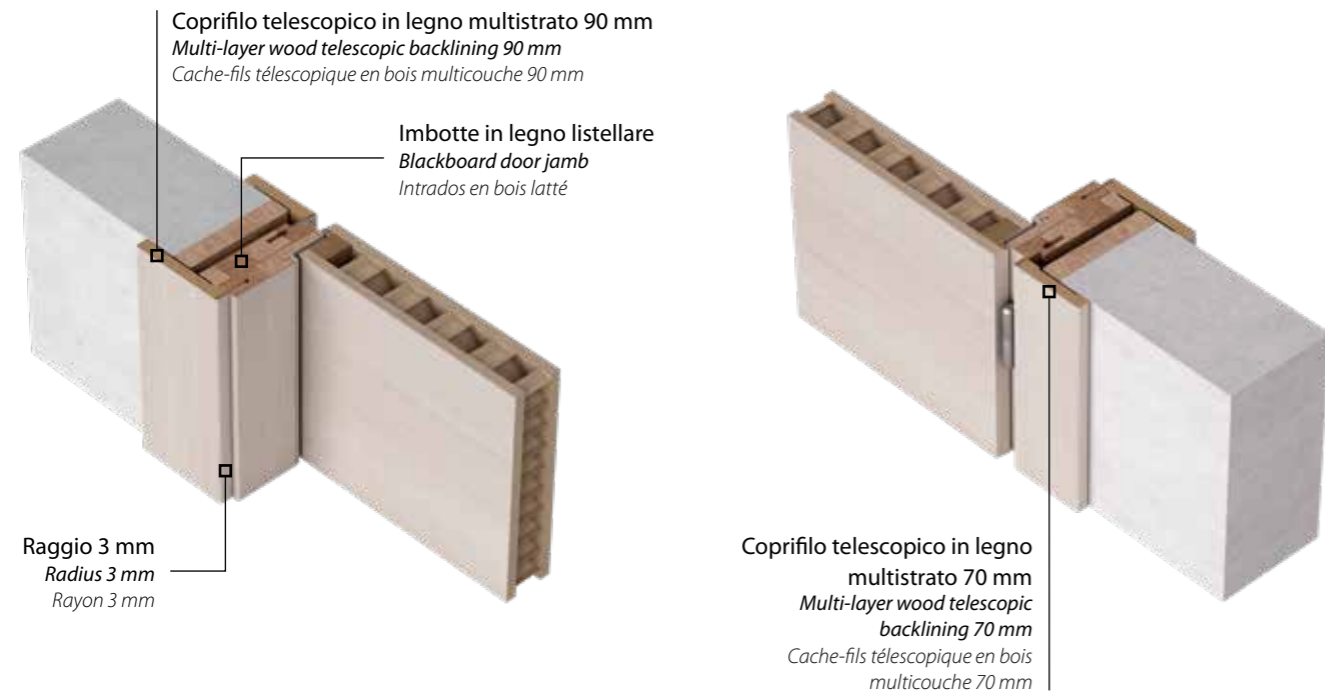 Coprifilo telescopico in legno multistrato 90 mm
Multi-layer wood telescopic backlining 90 mm
Cache-fils télescopique en bois multicouche 90 mm
Imbotte in legno listellare
Blackboard door jamb
Intrados en bois latté
Raggio 3 mm
Radius 3 mm
Rayon 3 mm
Coprifilo telescopico in legno
multistrato 70 mm
Multi-layer wood telescopic
backlining 70 mm
Cache-fils télescopique en bois
multicouche 70 mm